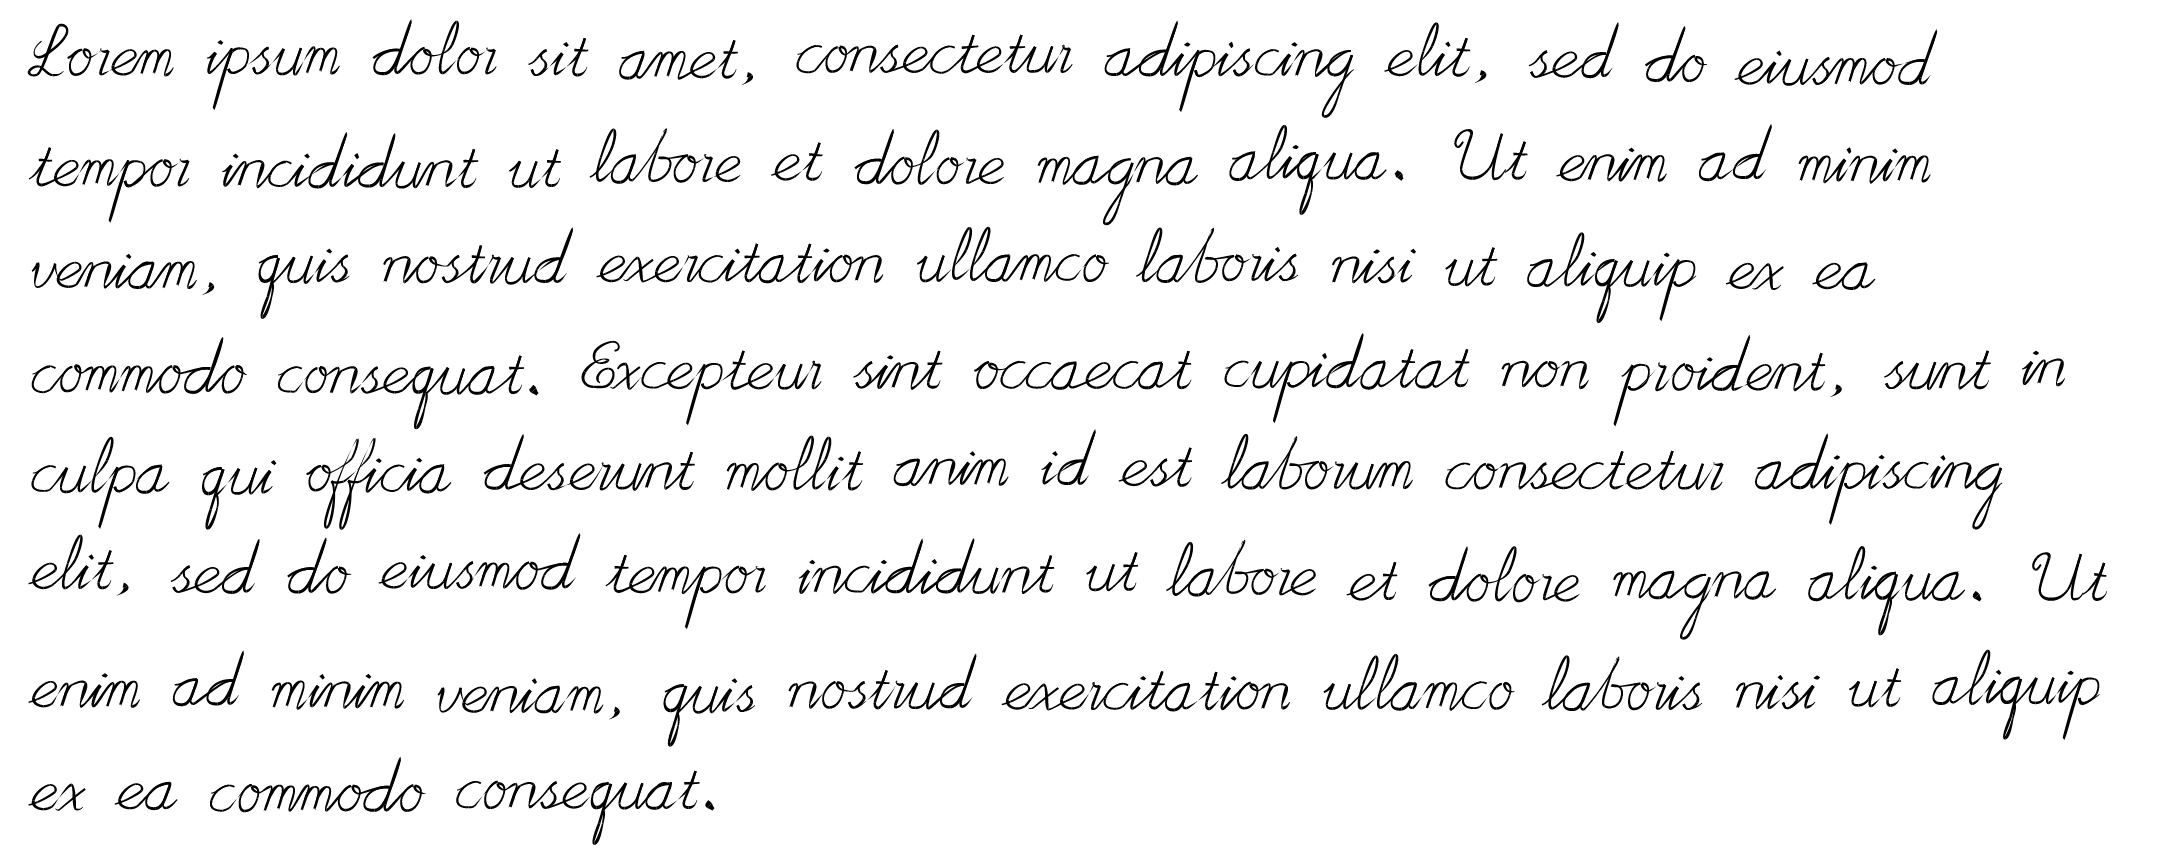 Lorem ipsum dolor sit amet, consectetur adipiscing elit, sed do eiusmod
tempor incididunt ut labore et dolore magna aliqua. Ut enim ad minim
veniam, quis nostrud exercitation ullamco laboris nisi ut aliquip ex ea
commodo consequat. Excepteur sint occaecat cupidatat non proident, sunt in
culpa qui officia deserunt mollit anim id est laborum consectetur adipiscing
elit, sed do eiusmod tempor incididunt ut labore et dolore magna aliqua. Ut
enim ad minim veniam, quis nostrud exercitation ullamco laboris nisi ut aliquip
ex ea commodo consequat.